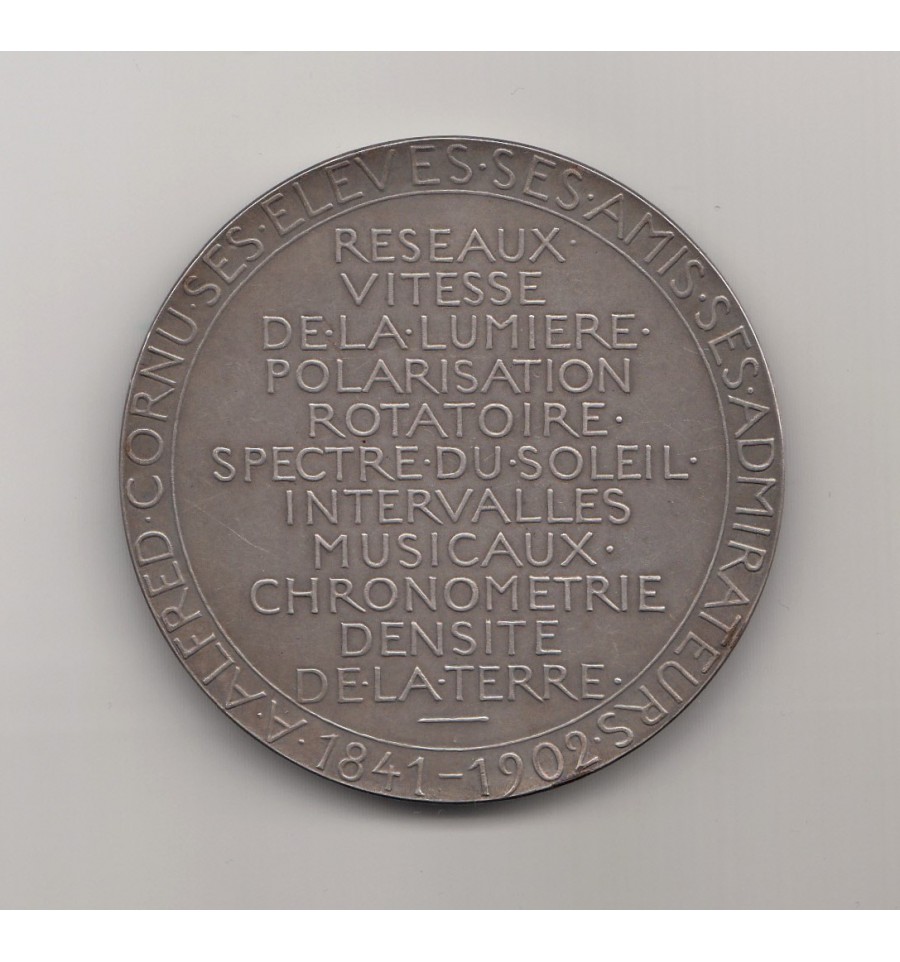 A·ALFRED·CORNU·SES·ELEVES·SES·AMIS·SES·ADMIRATEURS·
1841-1902·
RESEAUX·
VITESSE
DE·LA·LUMIERE·
POLARISATION
ROTATOIRE·
SPECTRE·DU·SOLEIL·
INTERVALLES
MUSICAUX·
CHRONOMETRIE
DENSITE
DE·LA·TERRE·